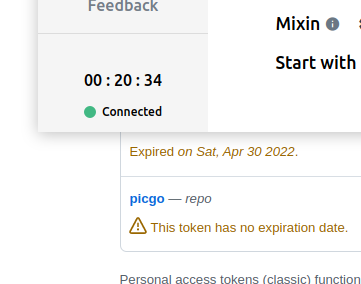 Feedback
Mixin
Start with
00 : 20 : 34
Connected
Expired on Sat, Apr 30 2022.
picgo — repo
This token has no expiration date.
Personal access tokens (classic) function